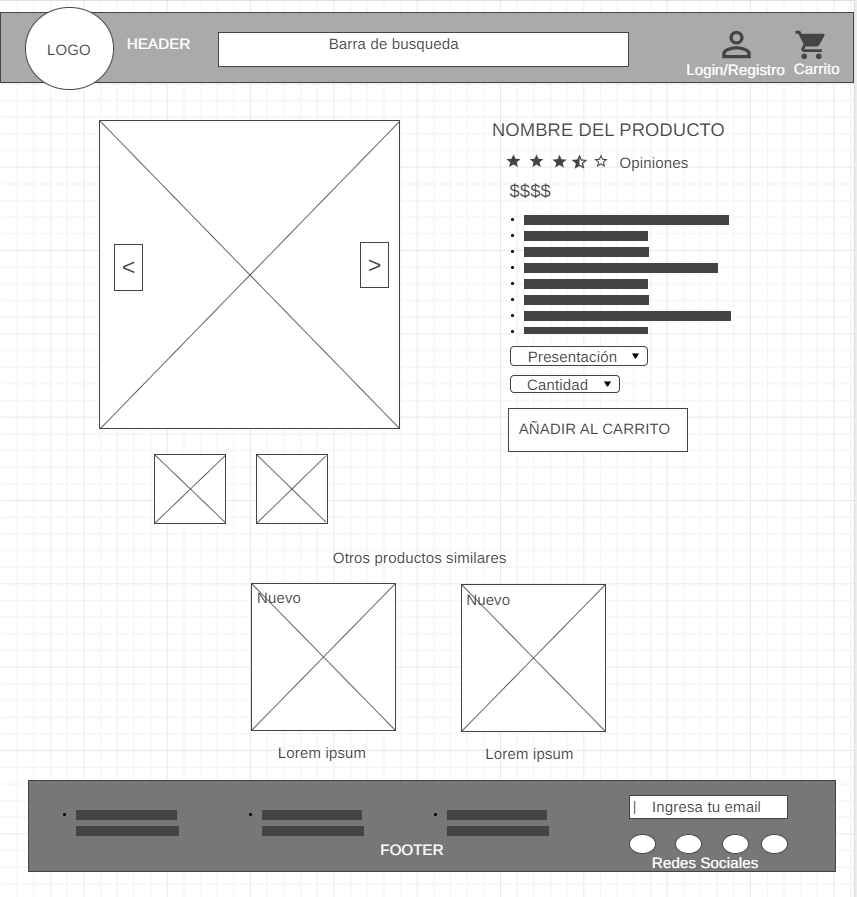 LOGO
HEADER
Barra de busqueda
Login/Registro
Carrito
NOMBRE DEL PRODUCTO
Opiniones
$$$$
<
>
Presentación
Cantidad
AÑADIR AL CARRITO
Otros productos similares
Nuevo
Nuevo
Lorem ipsum
Lorem ipsum
| Ingresa tu email
FOOTER
Redes Sociales